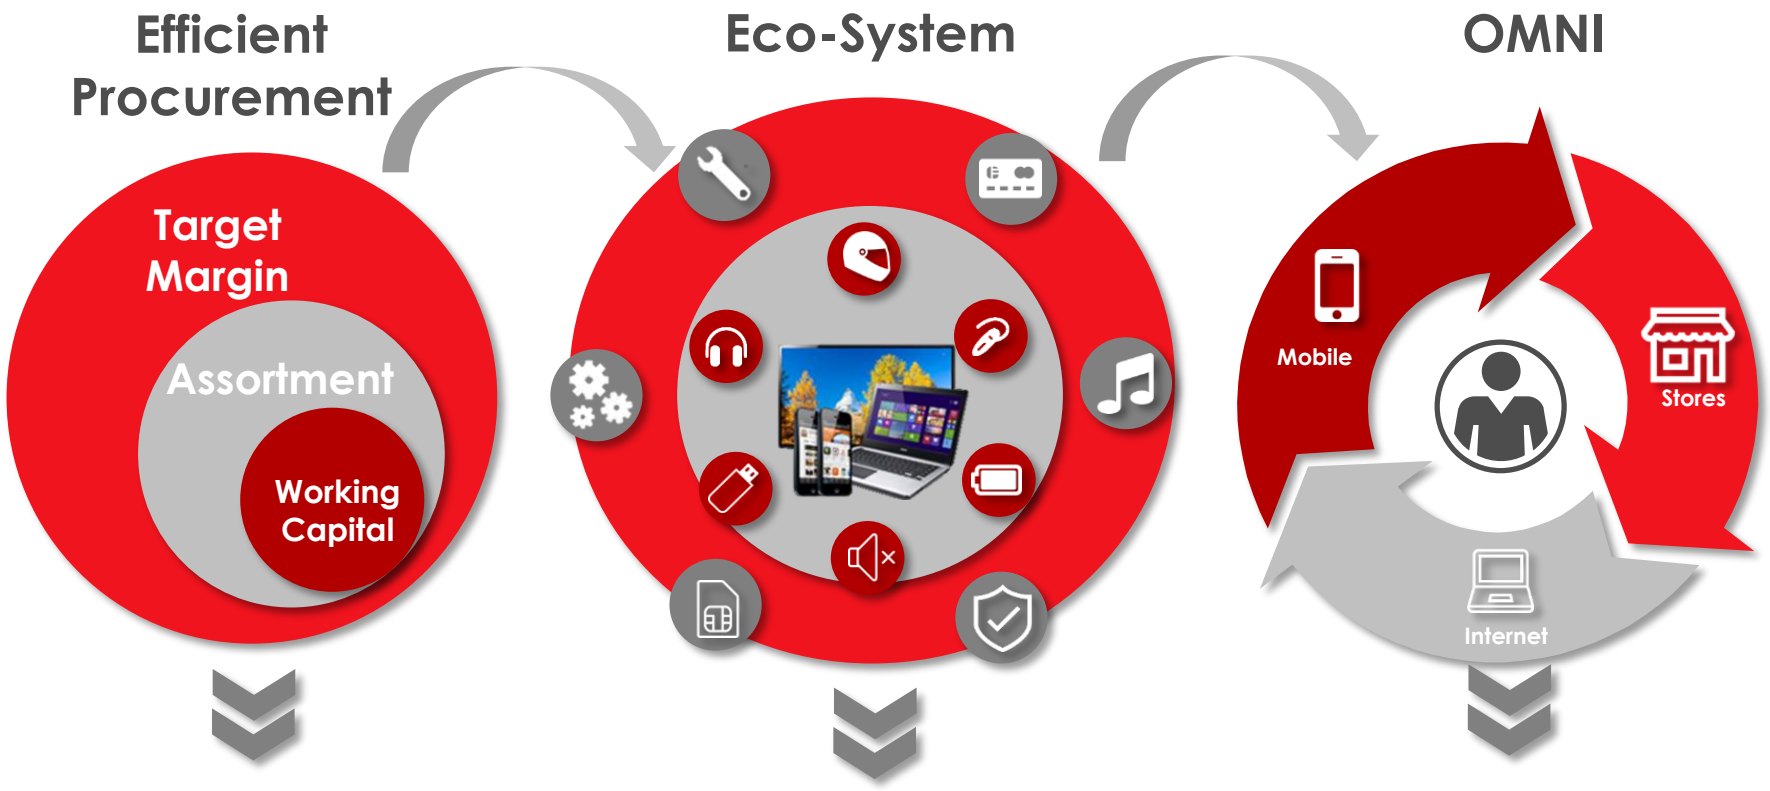 Efficient
Procurement
Eco-System
OMNI
Target
Margin
Assortment
Working
Capital
Mobile
Stores
Internet